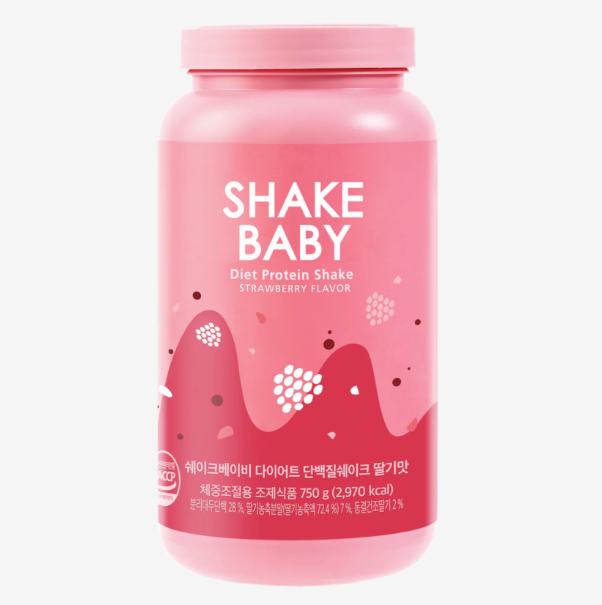 SHAKE
BABY
Diet Protein Shake
STRAWBERRY FLAVOR
쉐이크베이비 다이어트 단백질쉐이크 딸기맛
체중조절용 조제식품 750 g (2,970 kcal)
분리대두단백 28 %, 딸기농축분말(딸기농축액 72.4 %) 7 %, 동결건조딸기 2 %